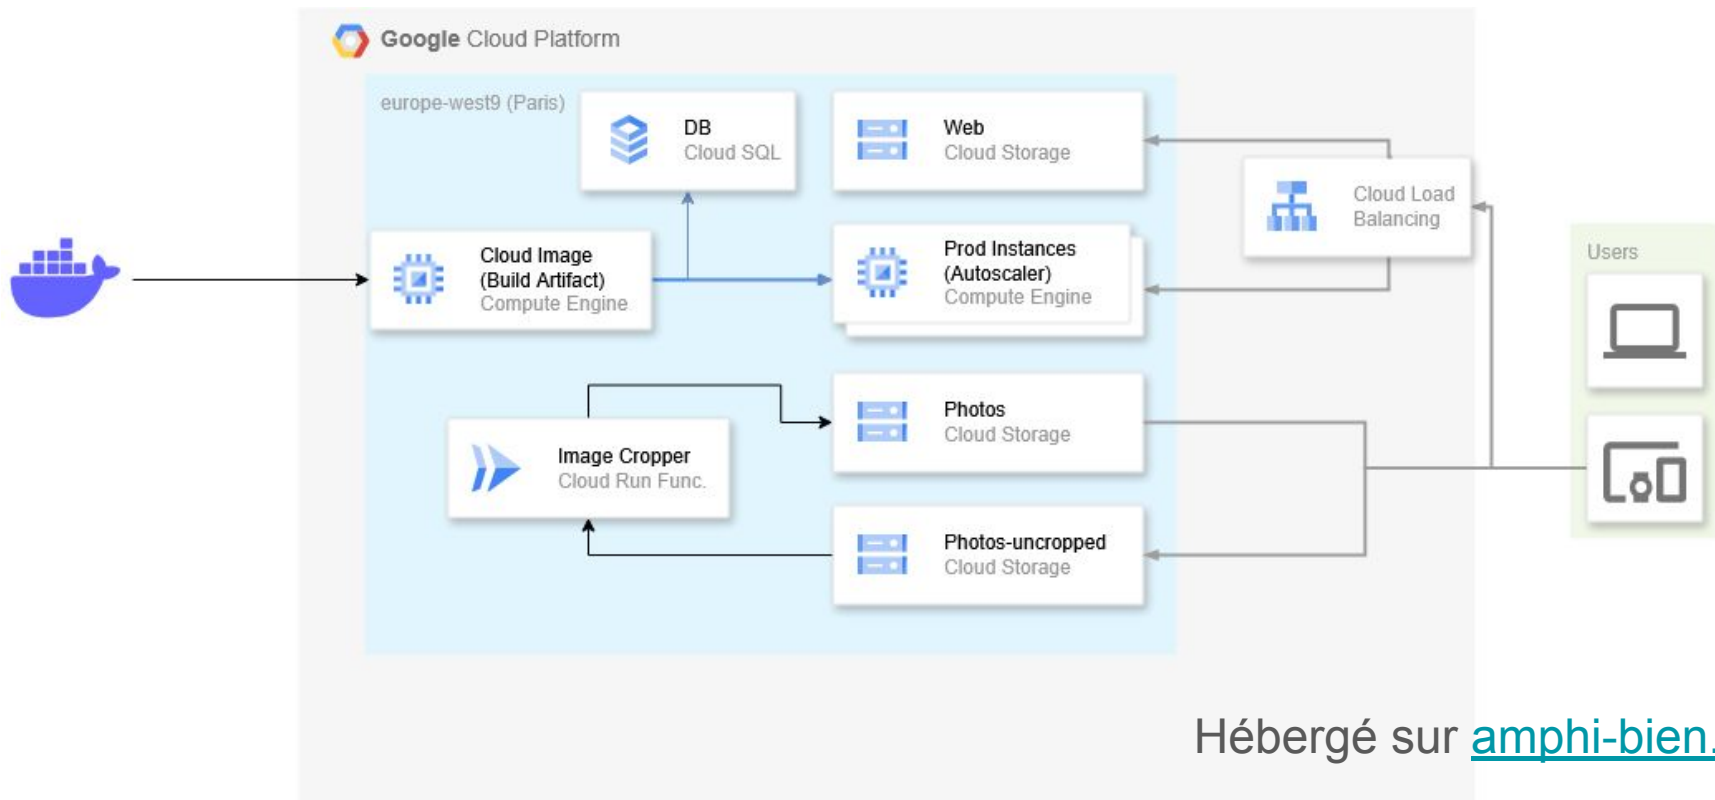 Google Cloud Platform
europe-west9 (Paris)
DB
Cloud SQL
Web
Cloud Storage
Cloud Load
Balancing
Cloud Image
(Build Artifact)
Compute Engine
Prod Instances
(Autoscaler)
Compute Engine
Users
Photos
Cloud Storage
Image Cropper
Cloud Run Func.
Photos-uncropped
Cloud Storage
Hébergé sur amphi-bien.